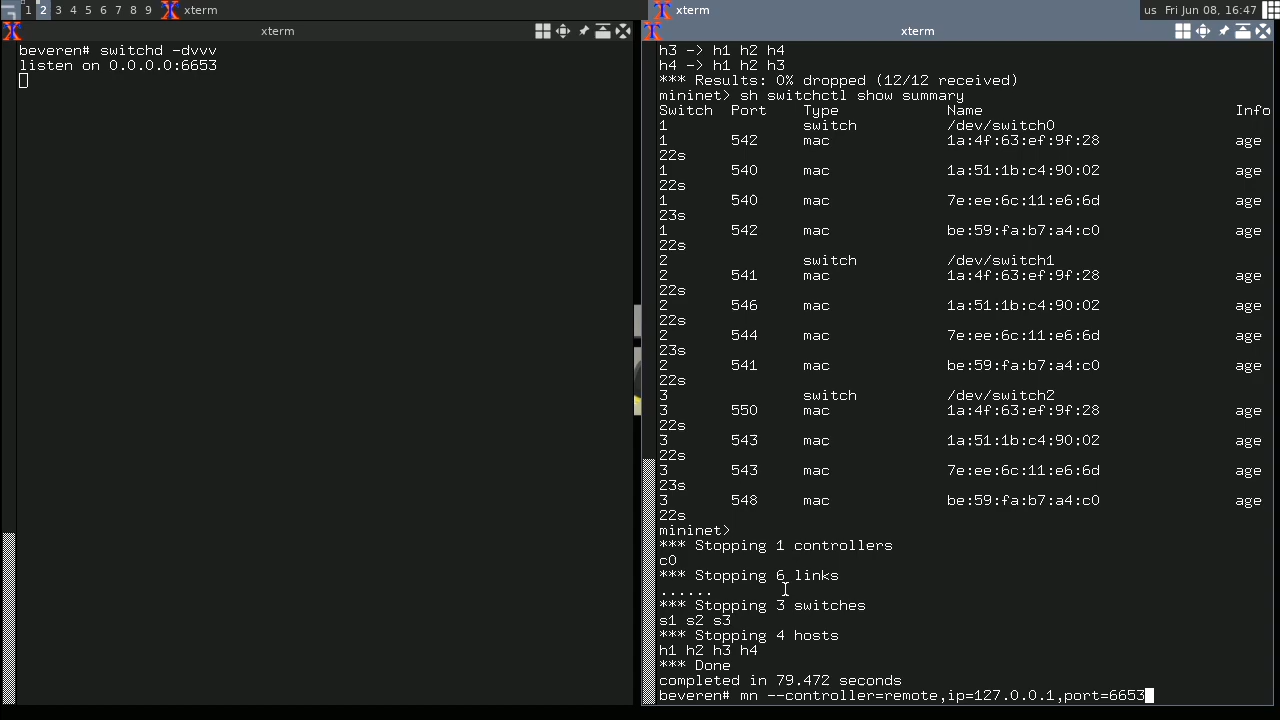 1 2 3 4 5 6 7 8 9 xterm
xterm
us Fri Jun 08, 16:47
xterm
beveren# switchd -dvvv
listen on 0.0.0.0:6653
xterm
h3 -> h1 h2 h4
h4 -> h1 h2 h3
*** Results: 0% dropped (12/12 received)
mininet> sh switchctl show summary
Switch Port Type Name Info
1 switch /dev/switch0
1 542 mac 1a:4f:63:ef:9f:28 age
22s
1 540 mac 1a:51:1b:c4:90:02 age
22s
1 540 mac 7e:ee:6c:11:e6:6d age
23s
1 542 mac be:59:fa:b7:a4:c0 age
22s
2 switch /dev/switch1
2 541 mac 1a:4f:63:ef:9f:28 age
22s
2 546 mac 1a:51:1b:c4:90:02 age
22s
2 544 mac 7e:ee:6c:11:e6:6d age
23s
2 541 mac be:59:fa:b7:a4:c0 age
22s
3 switch /dev/switch2
3 550 mac 1a:4f:63:ef:9f:28 age
22s
3 543 mac 1a:51:1b:c4:90:02 age
22s
3 543 mac 7e:ee:6c:11:e6:6d age
23s
3 548 mac be:59:fa:b7:a4:c0 age
22s
mininet>
*** Stopping 1 controllers
c0
*** Stopping 6 links
......
*** Stopping 3 switches
s1 s2 s3
*** Stopping 4 hosts
h1 h2 h3 h4
*** Done
completed in 79.472 seconds
beveren# mn --controller=remote,ip=127.0.0.1,port=6653